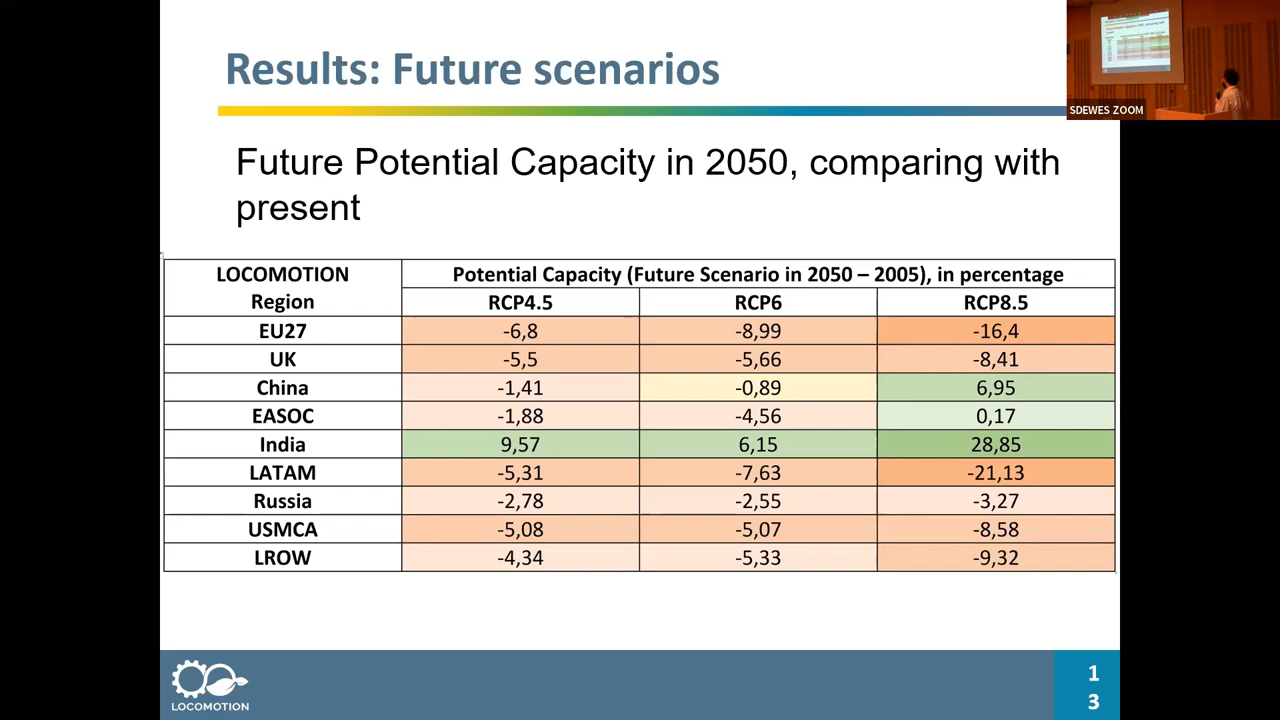 Results: Future scenarios
SDEWES ZOOM
Future Potential Capacity in 2050, comparing with
present
LOCOMOTION Region Potential Capacity (Future Scenario in 2050 – 2005), in percentage
RCP4.5 RCP6 RCP8.5
EU27 -6,8 -8,99 -16,4
UK -5,5 -5,66 -8,41
China -1,41 -0,89 6,95
EASOC -1,88 -4,56 0,17
India 9,57 6,15 28,85
LATAM -5,31 -7,63 -21,13
Russia -2,78 -2,55 -3,27
USMCA -5,08 -5,07 -8,58
LROW -4,34 -5,33 -9,32
LOCOMOTION
1
3